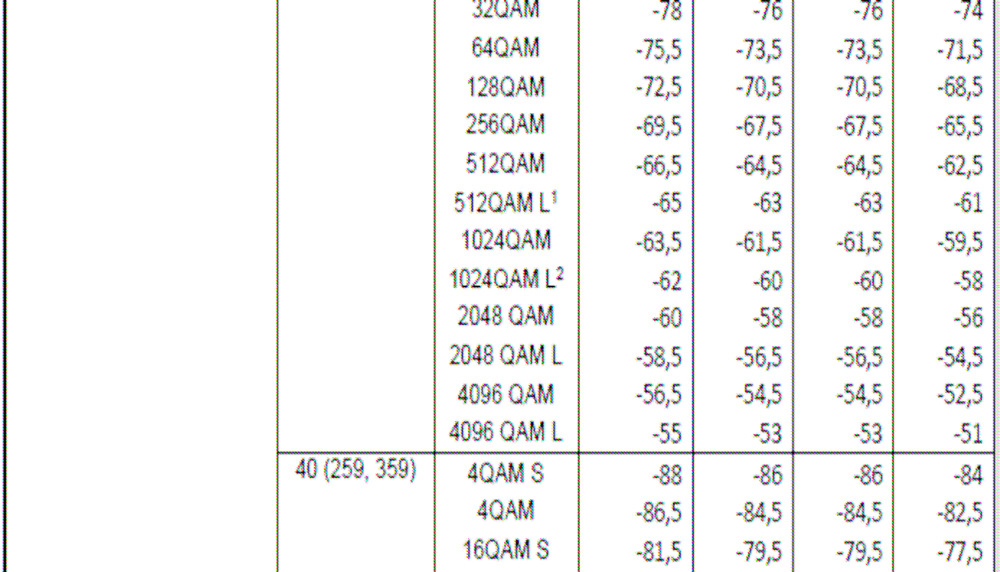 32QAM -78 -76 -76 -74
64QAM -75,5 -73,5 -73,5 -71,5
128QAM -72,5 -70,5 -70,5 -68,5
256QAM -69,5 -67,5 -67,5 -65,5
512QAM -66,5 -64,5 -64,5 -62,5
512QAM L¹ -65 -63 -63 -61
1024QAM -63,5 -61,5 -61,5 -59,5
1024QAM L² -62 -60 -60 -58
2048 QAM -60 -58 -58 -56
2048 QAM L -58,5 -56,5 -56,5 -54,5
4096 QAM -56,5 -54,5 -54,5 -52,5
4096 QAM L -55 -53 -53 -51
40 (259, 359) 4QAM S -88 -86 -86 -84
4QAM -86,5 -84,5 -84,5 -82,5
16QAM S -81,5 -79,5 -79,5 -77,5